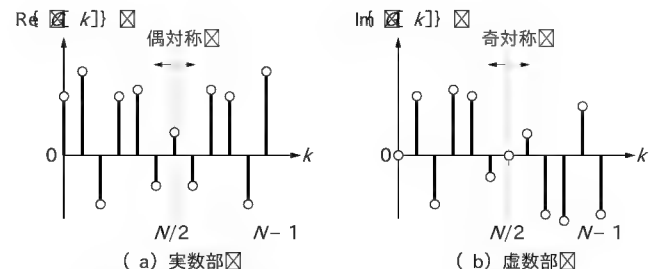 Re{ G[ k]}
Im{ G[ k]}
偶対称
奇対称
0
k
0
k
N/2
N– 1
N/2
N– 1
( a) 実数部
( b) 虚数部